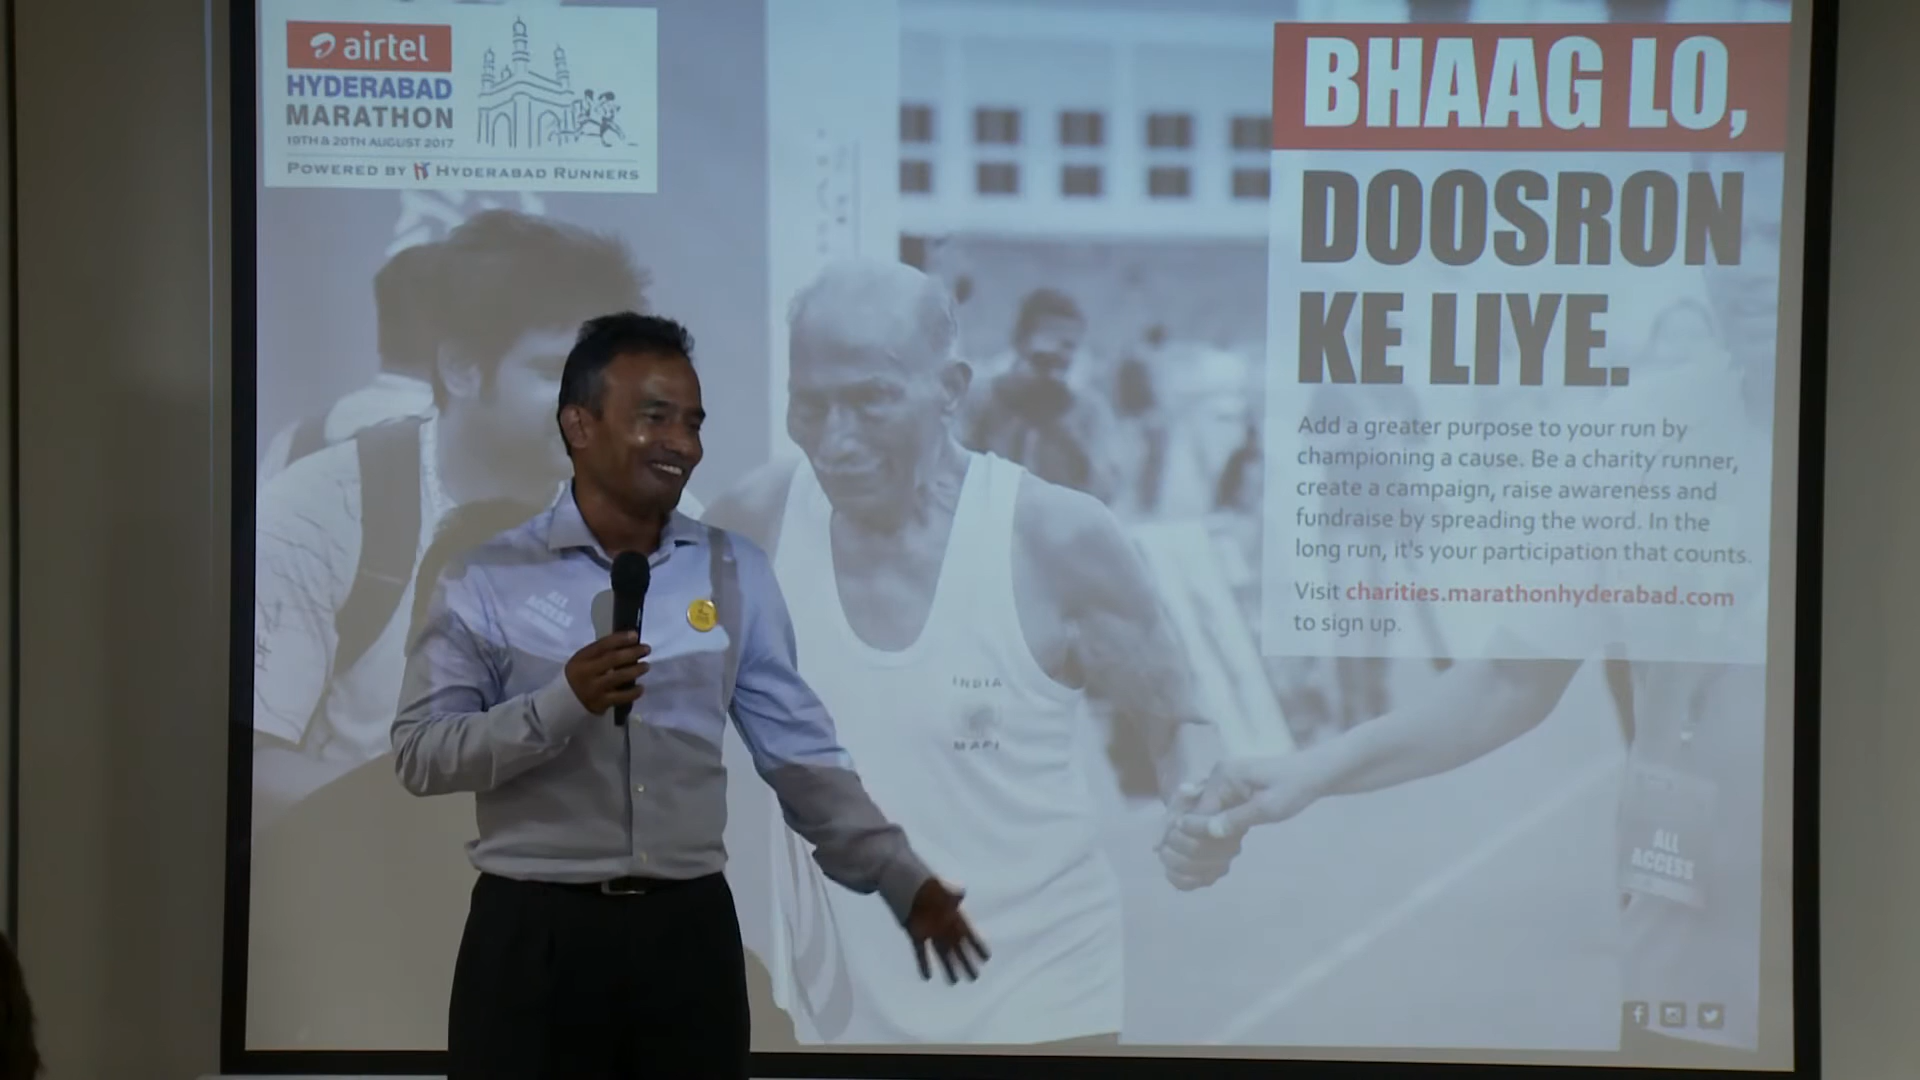 airtel
HYDERABAD
MARATHON
19TH & 20TH AUGUST 2017
POWERED BY HYDERABAD RUNNERS
BHAAG LO,
DOOSRON
KE LIYE.
Add a greater purpose to your run by
championing a cause. Be a charity runner,
create a campaign, raise awareness and
fundraise by spreading the word. In the
long run, it's your participation that counts.
Visit charities.marathonhyderabad.com
to sign up.
ALL
ACCESS
INDIA
ALL
ACCESS